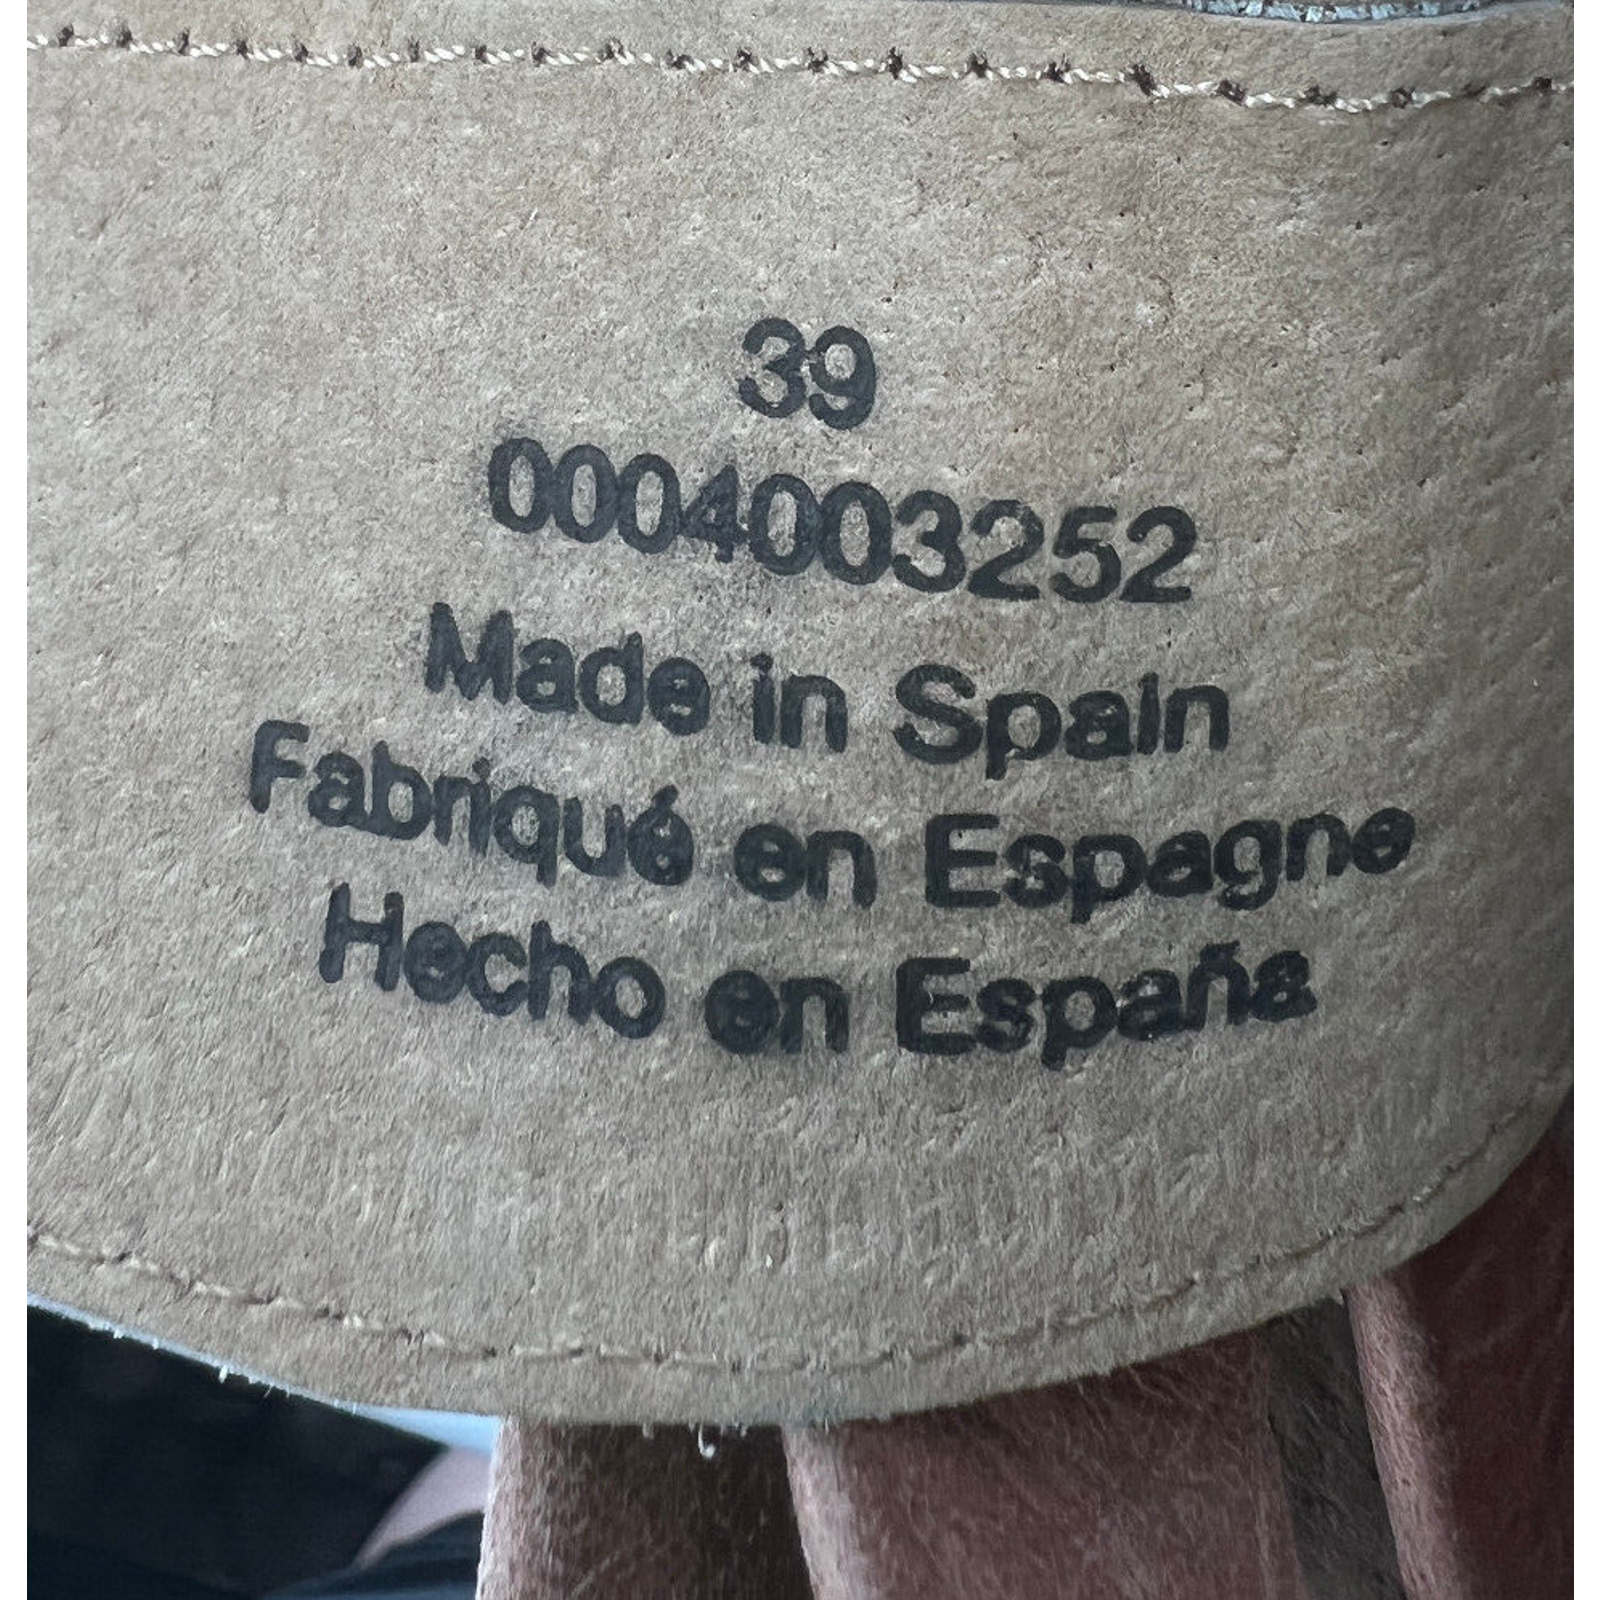 39
0004003252
Made in Spain
Fabriqué en Espagne
Hecho en España